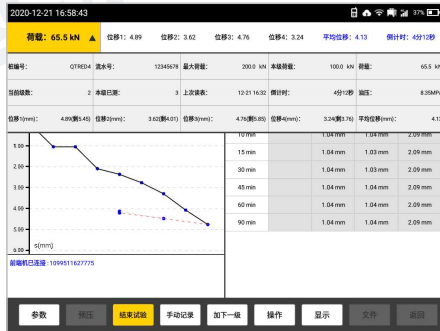 2020-12-21 16:58:43 37%
荷载: 65.5 kN ▲ 位移1: 4.89 位移2: 3.62 位移3: 4.76 位移4: 3.24 平均位移: 4.13 倒计时: 4分12秒
桩编号: QTRED4 流水号: 12345678 最大荷载: 200.0 kN 本级荷载: 100.0 kN 荷载: 65.5 kN
当前级数: 2 本级已测: 3 上次读表: 12-21 16:32 倒计时: 4分12秒 油压: 8.35MPa
位移1(mm): 4.89(剩5.45) 位移2(mm): 3.62(剩4.01) 位移3(mm): 4.76(剩5.85) 位移4(mm): 3.24(剩3.76) 平均位移(mm): 4.13
10 min 1.04 mm 1.04 mm 2.09 mm
1.00
15 min 1.04 mm 1.03 mm 2.09 mm
2.00
30 min 1.04 mm 1.03 mm 2.09 mm
3.00
45 min 1.04 mm 1.04 mm 2.09 mm
4.00
60 min 1.04 mm 1.04 mm 2.09 mm
5.00
90 min 1.04 mm 1.04 mm 2.09 mm
6.00 s(mm)
前端机已连接:1099511627775
参数 预压 结束试验 手动记录 加下一级 操作 显示 文件 返回